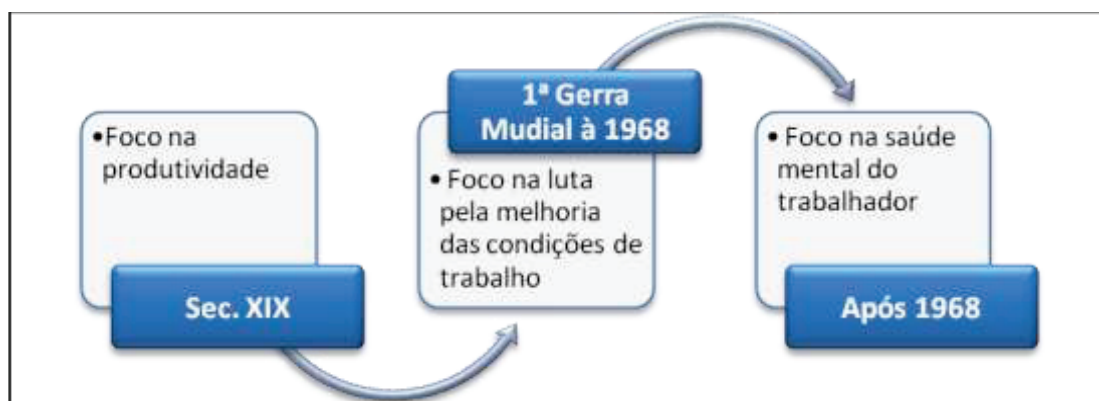 •Foco na
produtividade
Sec. XIX
1ª Gerra
Mudial à 1968
• Foco na luta
pela melhoria
das condições de
trabalho
• Foco na saúde
mental do
trabalhador
Após 1968